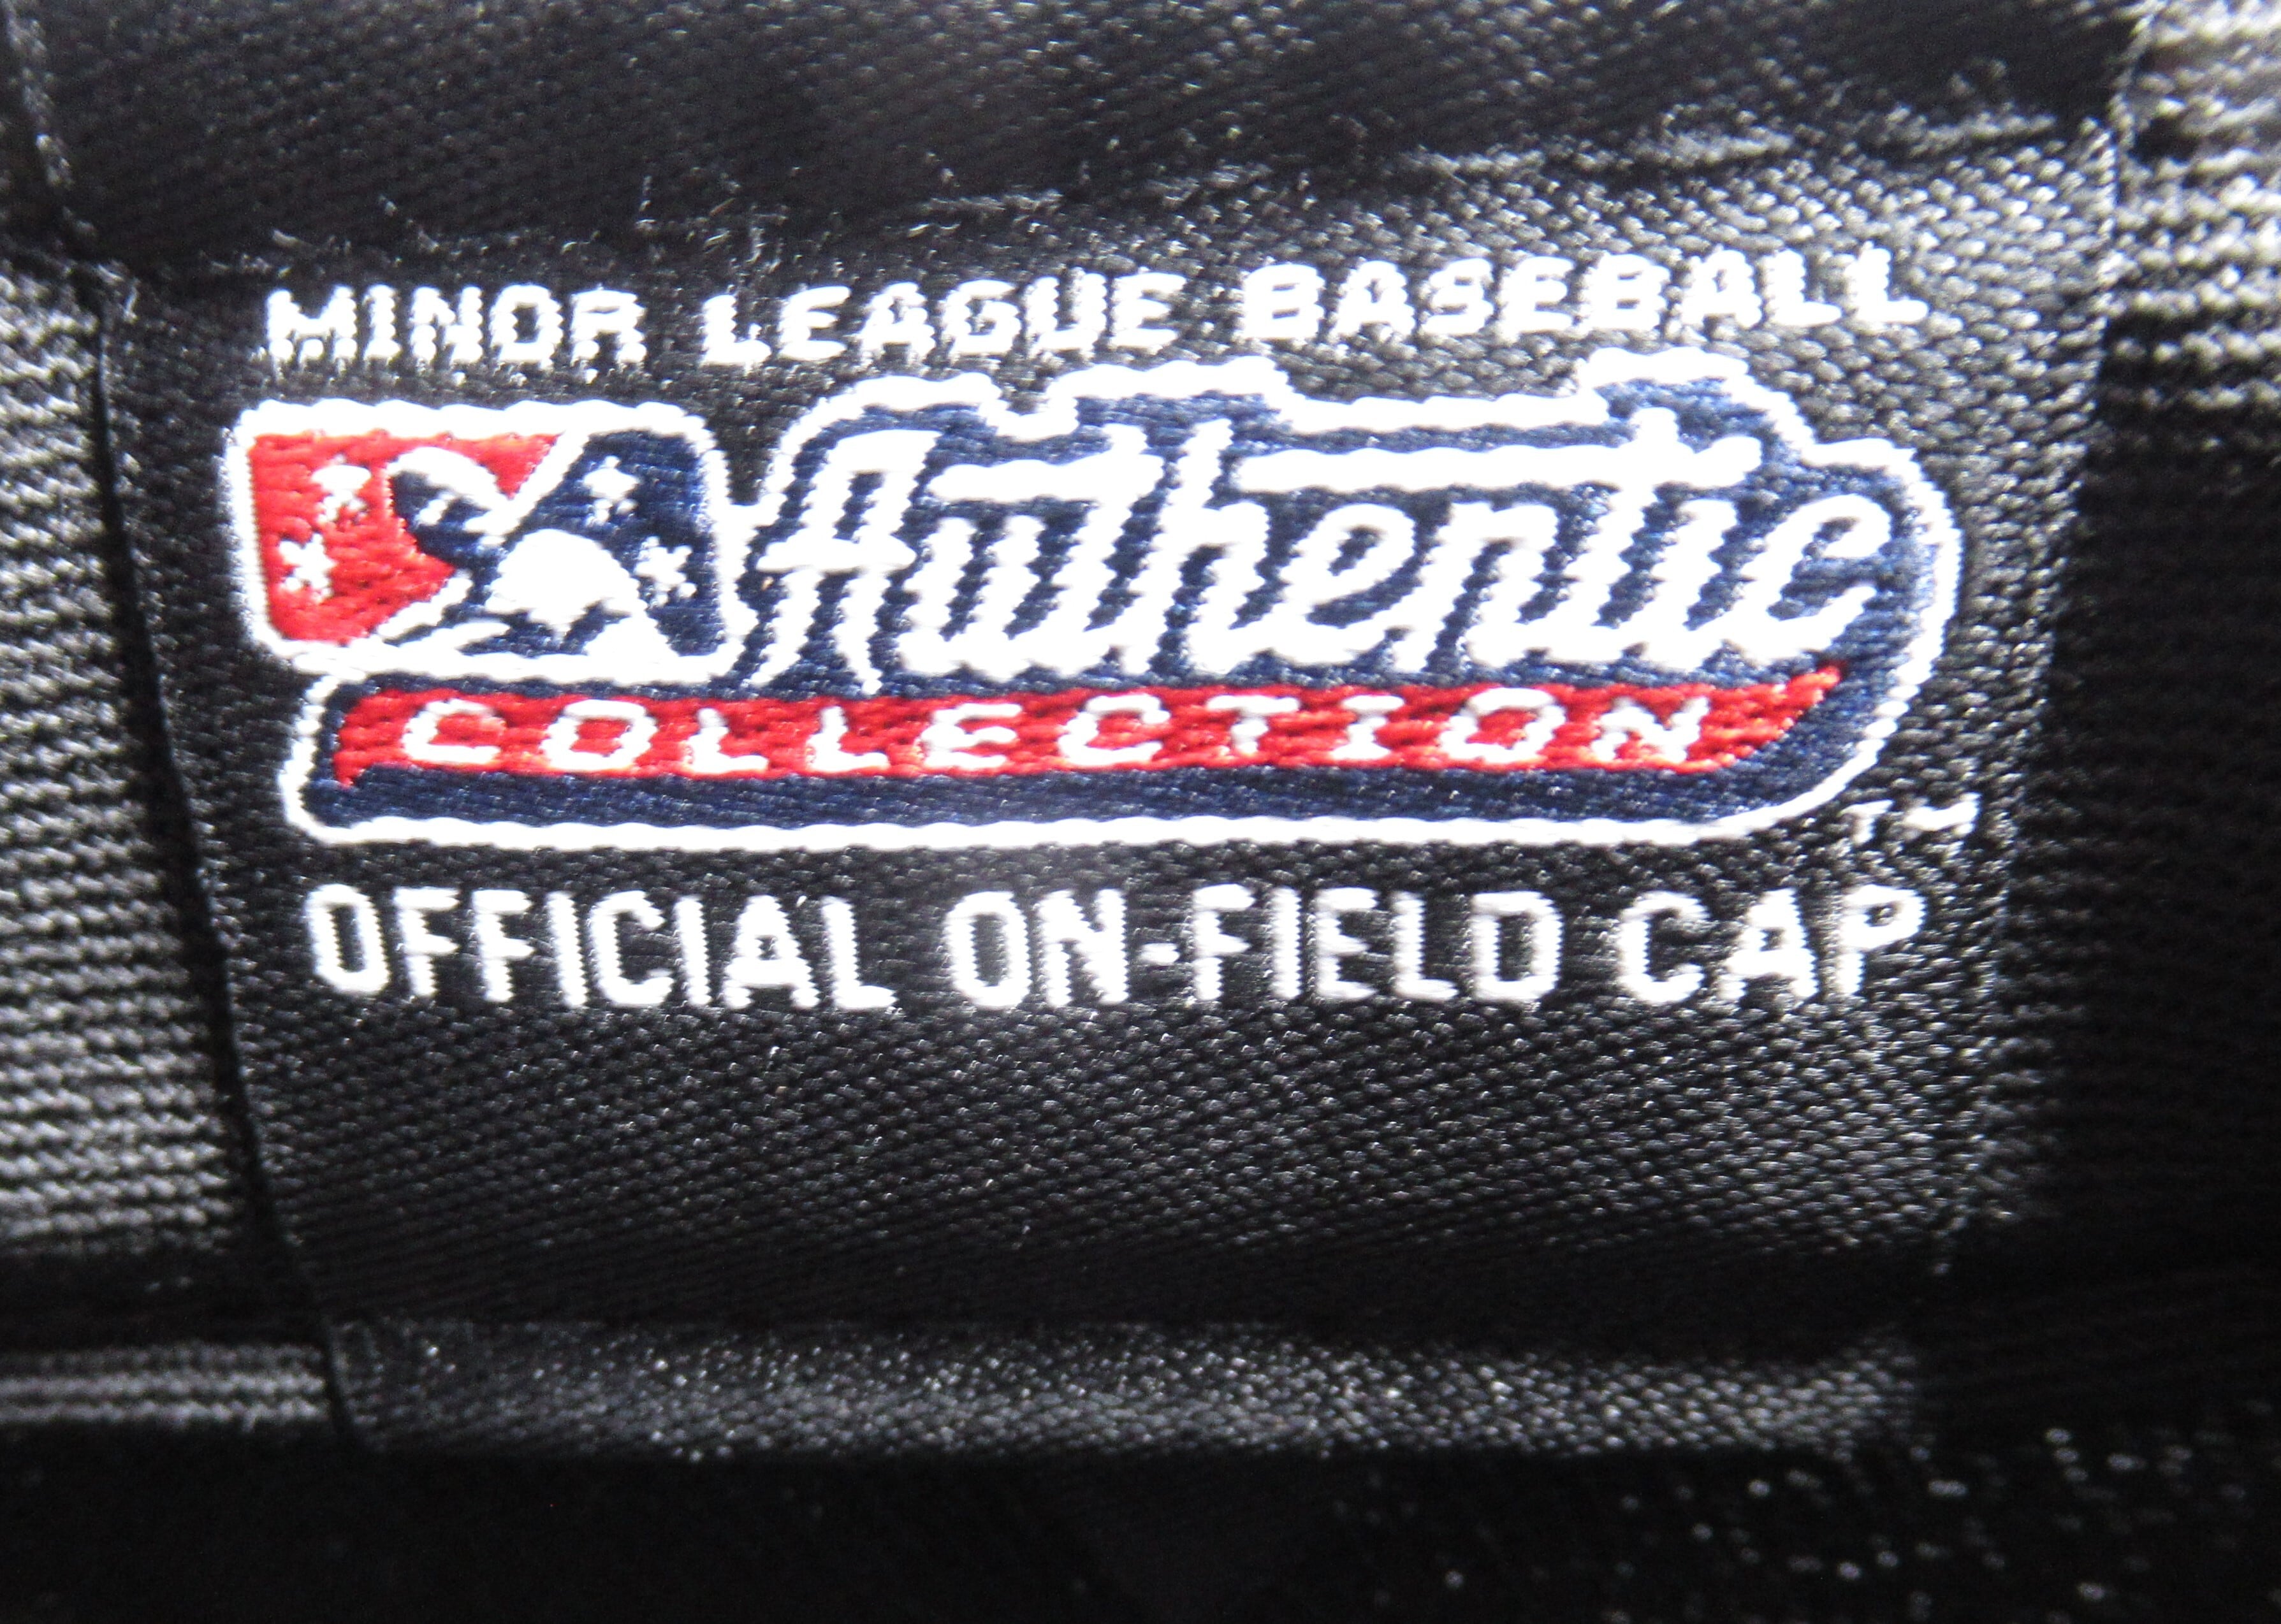 MINOR LEAGUE BASEBALL
Authentic
COLLECTION
TM
OFFICIAL ON-FIELD CAP